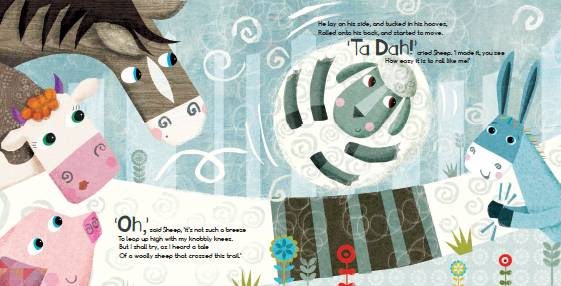 He lay on his side, and tucked in his hooves,
Rolled onto his back, and started to move.
'Ta Dah!' cried Sheep. 'I made it, you see
How easy it is to roll like me!'
'Oh,' said Sheep, 'it's not such a breeze
To leap up high with my knobbly knees.
But I shall try, as I heard a tale
Of a woolly sheep that crossed this trail.'